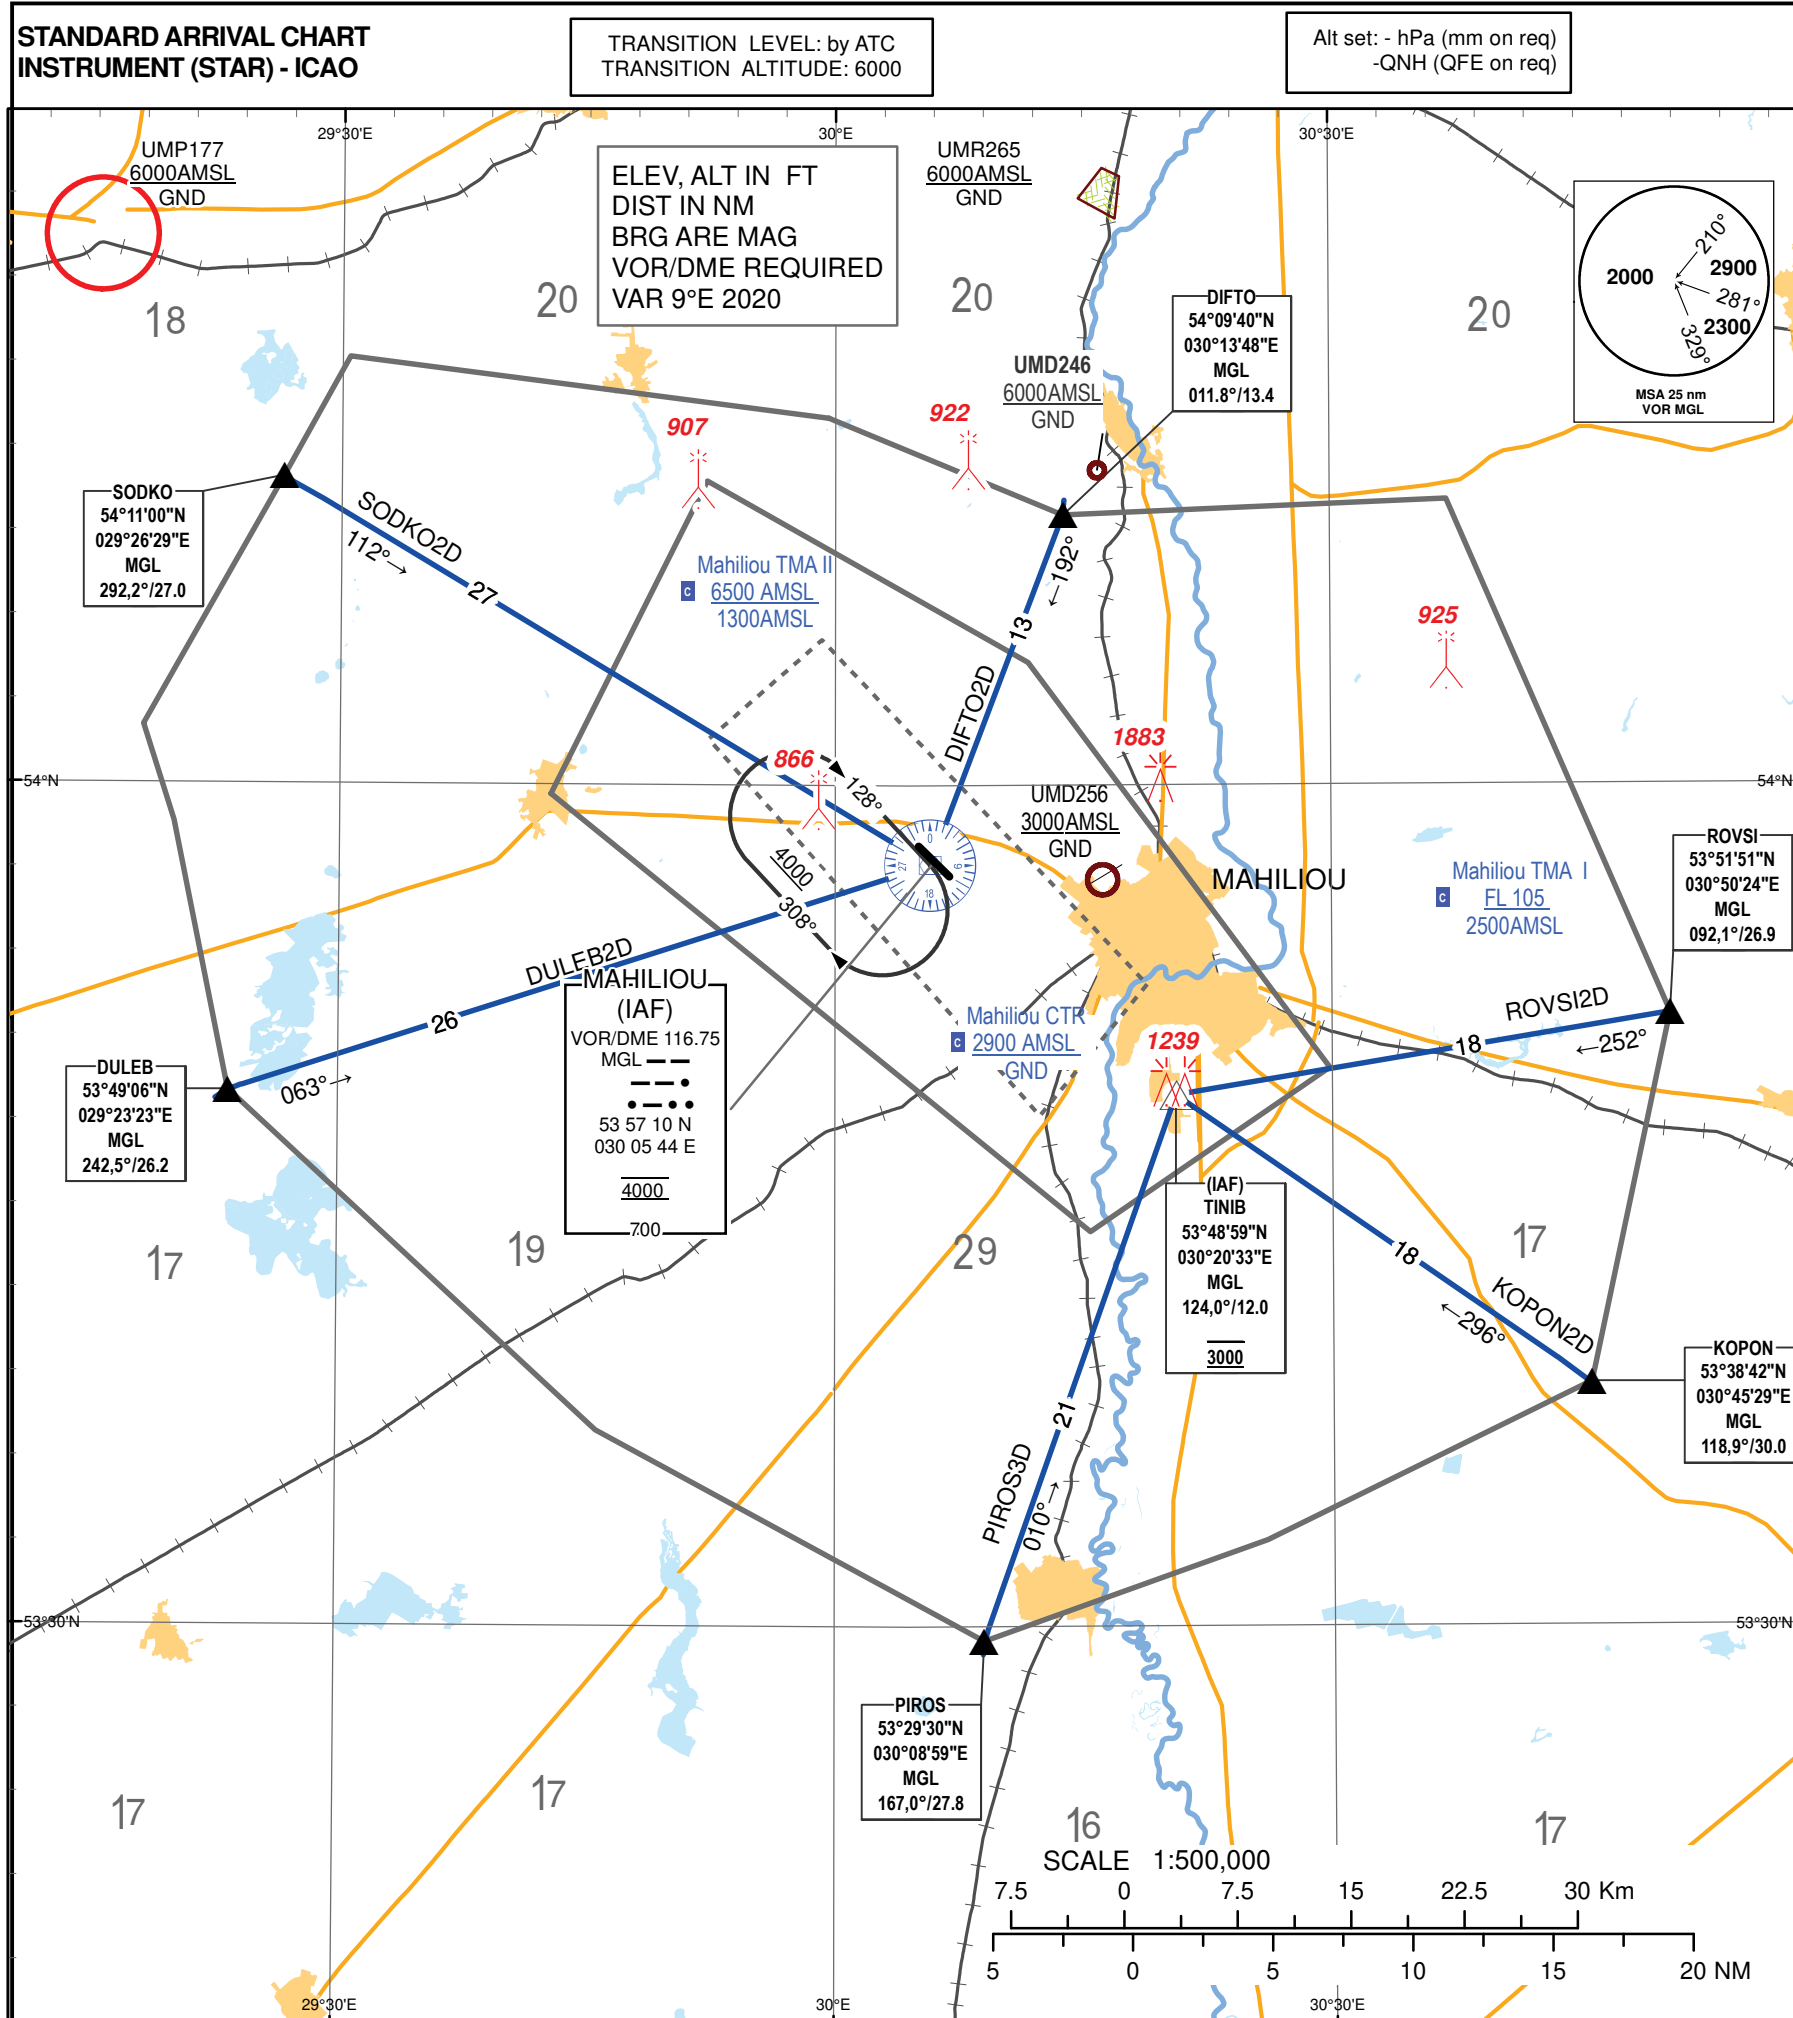 STANDARD ARRIVAL CHART
INSTRUMENT (STAR) - ICAO
TRANSITION LEVEL: by ATC
TRANSITION ALTITUDE: 6000
Alt set: - hPa (mm on req)
-QNH (QFE on req)
29°30'E
30°E
30°30'E
UMP177
6000AMSL
GND
ELEV, ALT IN FT
DIST IN NM
BRG ARE MAG
VOR/DME REQUIRED
VAR 9°E 2020
UMR265
6000AMSL
GND
210°
2000
2900
281°
2300
329°
MSA 25 nm
VOR MGL
18
20
20
20
DIFTO
54°09'40"N
030°13'48"E
MGL
011.8°/13.4
UMD246
6000AMSL
GND
907
922
SODKO
54°11'00"N
029°26'29"E
MGL
292,2°/27.0
SODKO2D
112°→
27
Mahiliou TMA II
C
6500 AMSL
1300AMSL
←192°
13
DIFTO2D
925
866
1883
128°
4000
308°
54°N
54°N
0
9
18
27
UMD256
3000AMSL
GND
MAHILIOU
Mahiliou TMA I
C
FL 105
2500AMSL
ROVSI
53°51'51"N
030°50'24"E
MGL
092,1°/26.9
DULEB2D
26
063°→
MAHILIOU
(IAF)
VOR/DME 116.75
MGL
53 57 10 N
030 05 44 E
4000
700
Mahiliou CTR
C
2900 AMSL
GND
1239
ROVSI2D
18
←252°
DULEB
53°49'06"N
029°23'23"E
MGL
242,5°/26.2
17
19
29
17
(IAF)
TINIB
53°48'59"N
030°20'33"E
MGL
124,0°/12.0
3000
18
KOPON2D
←296°
KOPON
53°38'42"N
030°45'29"E
MGL
118,9°/30.0
21
PIROS3D
010°→
53°30'N
53°30'N
PIROS
53°29'30"N
030°08'59"E
MGL
167,0°/27.8
17
17
16
17
SCALE 1:500,000
7.5 0 7.5 15 22.5 30 Km
5 0 5 10 15 20 NM
29°30'E
30°E
30°30'E